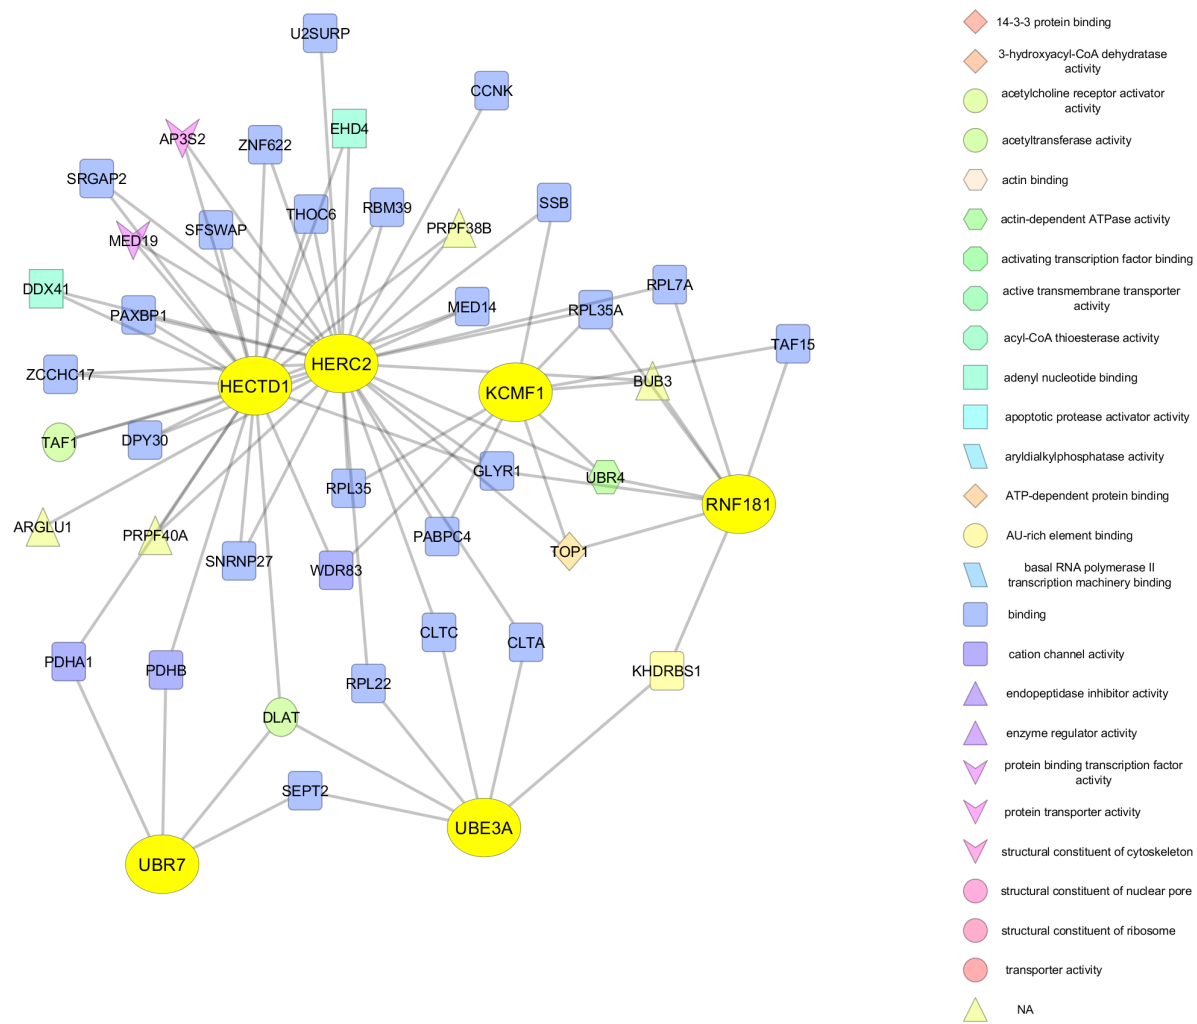 U2SURP
CCNK
EHD4
AP3S2
ZNF622
SRGAP2
SSB
THOC6
RBM39
SFSWAP
PRPF38B
MED19
DDX41
RPL7A
MED14
RPL35A
PAXBP1
TAF15
HERC2
ZCCHC17
HECTD1
BUB3
KCMF1
TAF1
DPY30
GLYR1
UBR4
RPL35
RNF181
ARGLU1
PRPF40A
PABPC4
TOP1
SNRNP27
WDR83
CLTC
CLTA
PDHA1
PDHB
KHDRBS1
RPL22
DLAT
SEPT2
UBE3A
UBR7
14-3-3 protein binding
3-hydroxyacyl-CoA dehydratase
activity
acetylcholine receptor activator
activity
acetyltransferase activity
actin binding
actin-dependent ATPase activity
activating transcription factor binding
active transmembrane transporter
activity
acyl-CoA thioesterase activity
adenyl nucleotide binding
apoptotic protease activator activity
aryldialkylphosphatase activity
ATP-dependent protein binding
AU-rich element binding
basal RNA polymerase II
transcription machinery binding
binding
cation channel activity
endopeptidase inhibitor activity
enzyme regulator activity
protein binding transcription factor
activity
protein transporter activity
structural constituent of cytoskeleton
structural constituent of nuclear pore
structural constituent of ribosome
transporter activity
NA